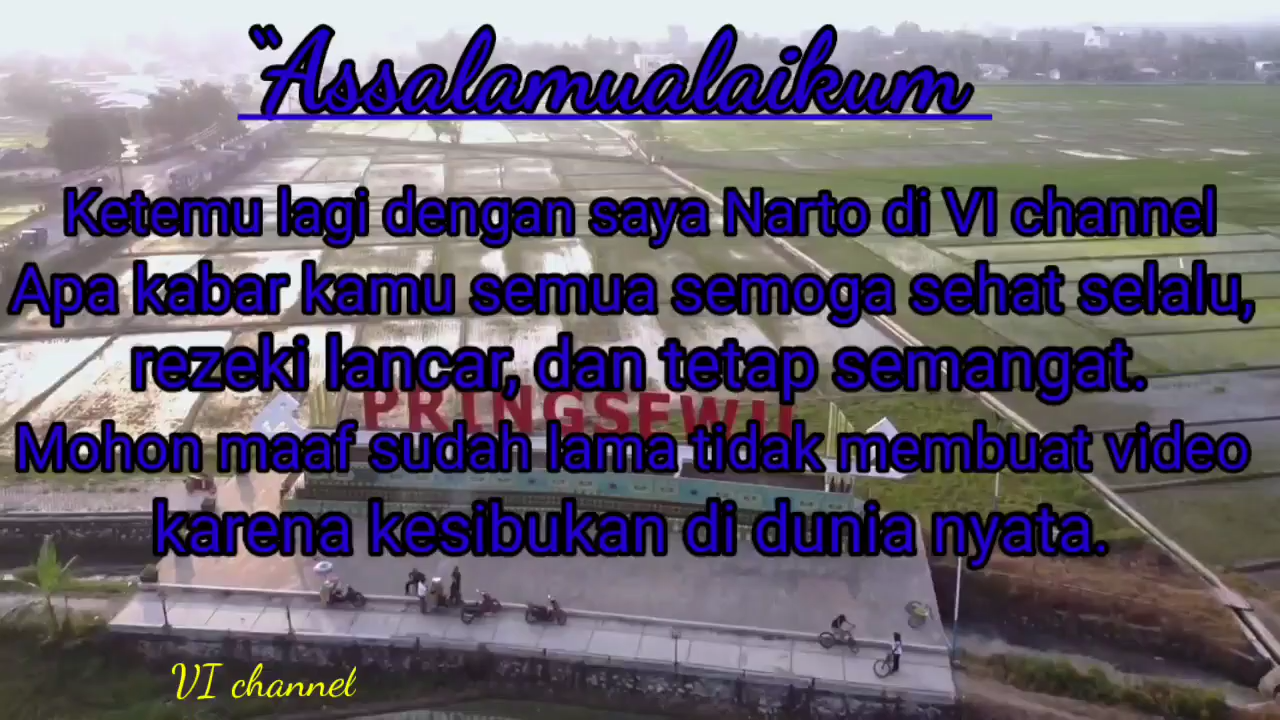 “Assalamualaikum
Ketemu lagi dengan saya Narto di VI channel
Apa kabar kamu semua semoga sehat selalu,
rezeki lancar, dan tetap semangat.
PRINGSEWU
Mohon maaf sudah lama tidak membuat video
karena kesibukan di dunia nyata.
VI channel